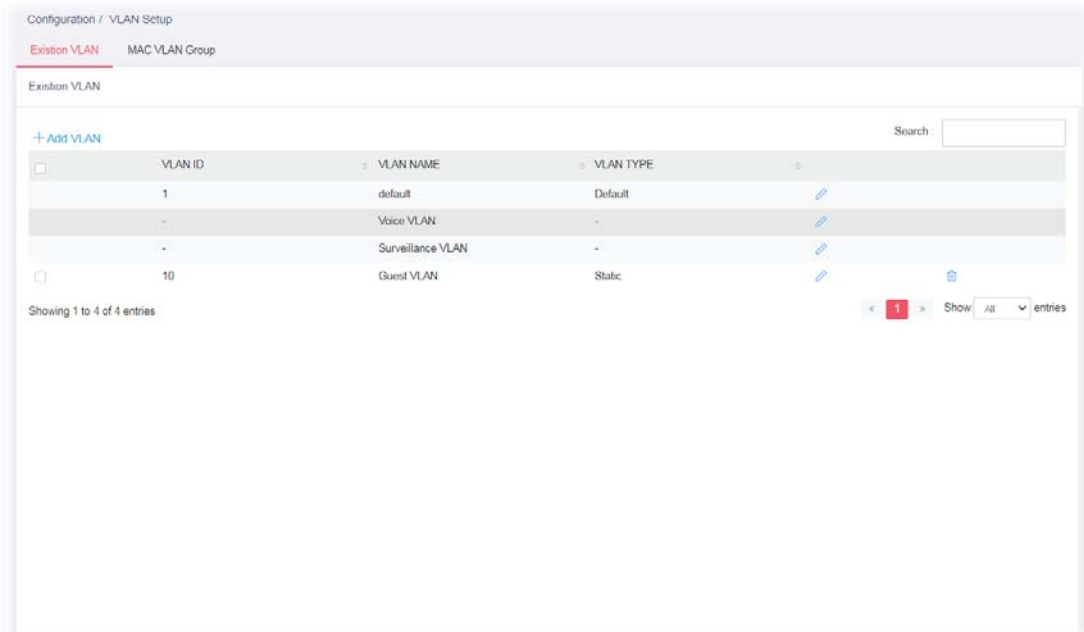 Configuration / VLAN Setup
Existion VLAN MAC VLAN Group
Existion VLAN
+ Add VLAN Search :
VLAN ID VLAN NAME VLAN TYPE
1 default Default
- Voice VLAN -
- Surveillance VLAN -
10 Guest VLAN Static
Showing 1 to 4 of 4 entries « 1 » Show All entries